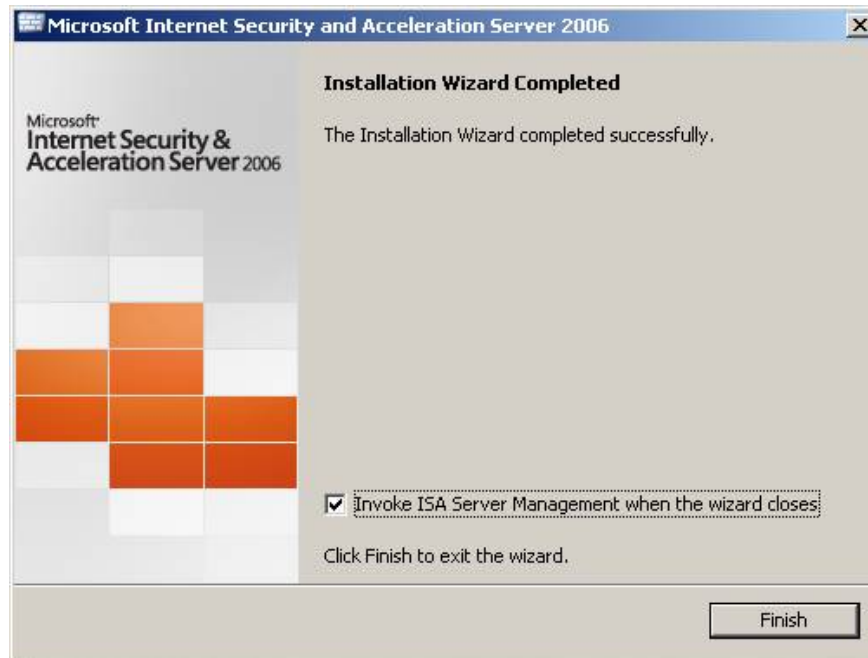 Microsoft Internet Security and Acceleration Server 2006
Microsoft
Internet Security &
Acceleration Server 2006
Installation Wizard Completed
The Installation Wizard completed successfully.
Invoke ISA Server Management when the wizard closes
Click Finish to exit the wizard.
Finish